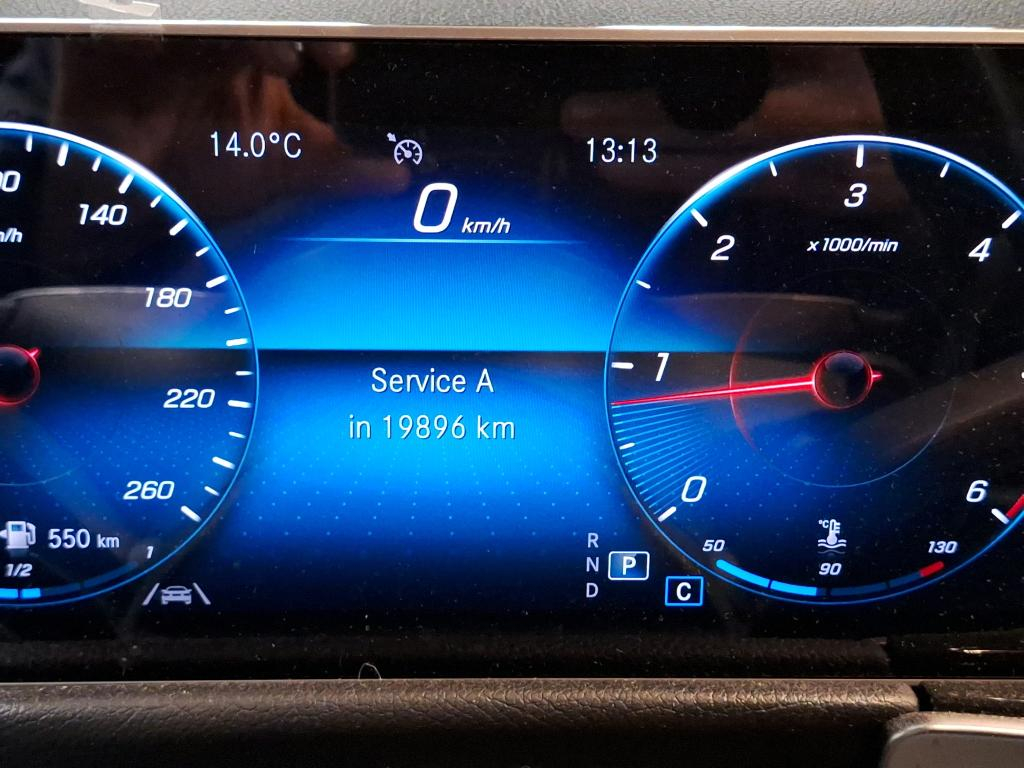 14.0°C
13:13
0 km/h
140
180
220
260
550 km
1/2
1
Service A
in 19896 km
0
1
2
3
4
6
x1000/min
R
N
D
P
C
50
°C
90
130